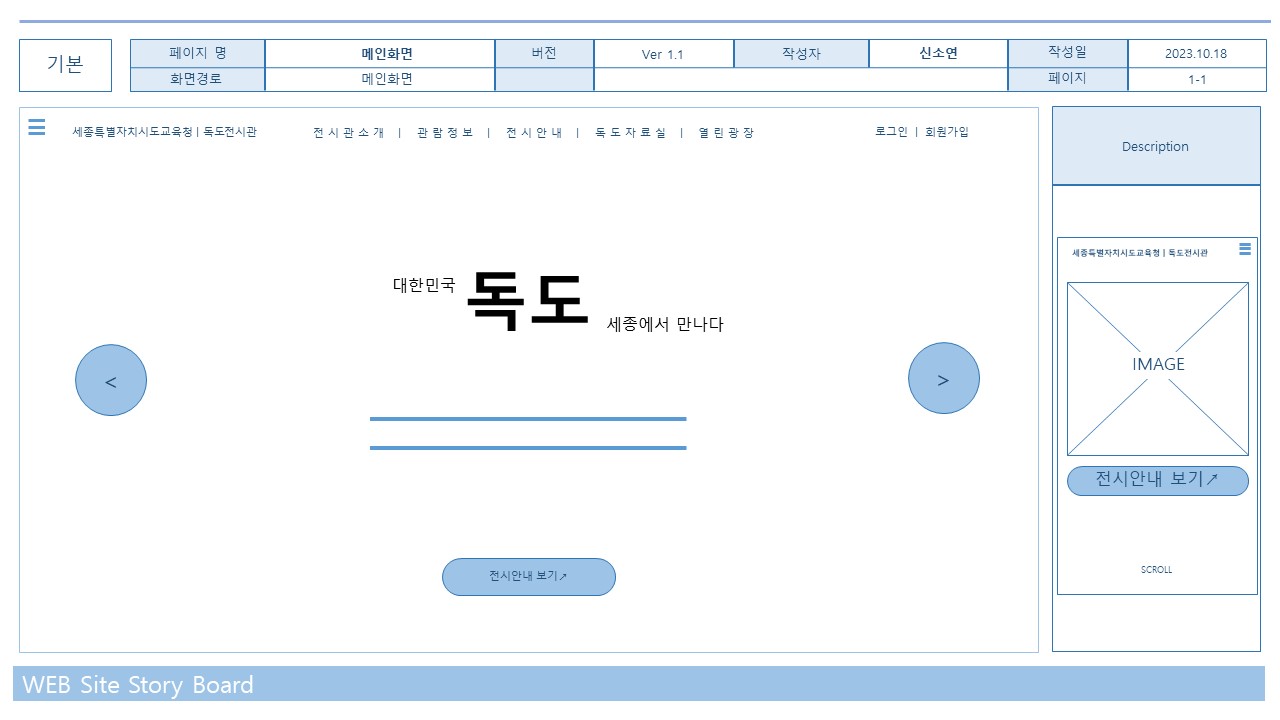 기본
페이지 명 메인화면 버전 Ver 1.1 작성자 신소연 작성일 2023.10.18
화면경로 메인화면 페이지 1-1
세종특별자치시도교육청 | 독도전시관 전시관소개 | 관람정보 | 전시안내 | 독도자료실 | 열린광장 로그인 | 회원가입
대한민국 독도 세종에서 만나다
<
>
전시안내 보기↗
Description
세종특별자치시도교육청 | 독도전시관
IMAGE
전시안내 보기↗
SCROLL
WEB Site Story Board